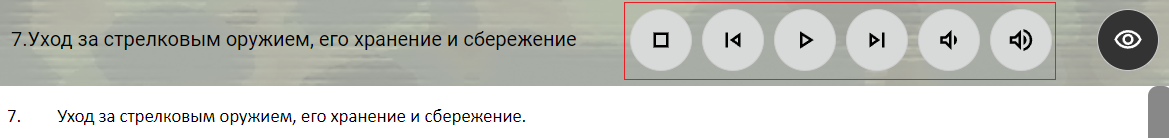 7.Уход за стрелковым оружием, его хранение и сбережение
7. Уход за стрелковым оружием, его хранение и сбережение.